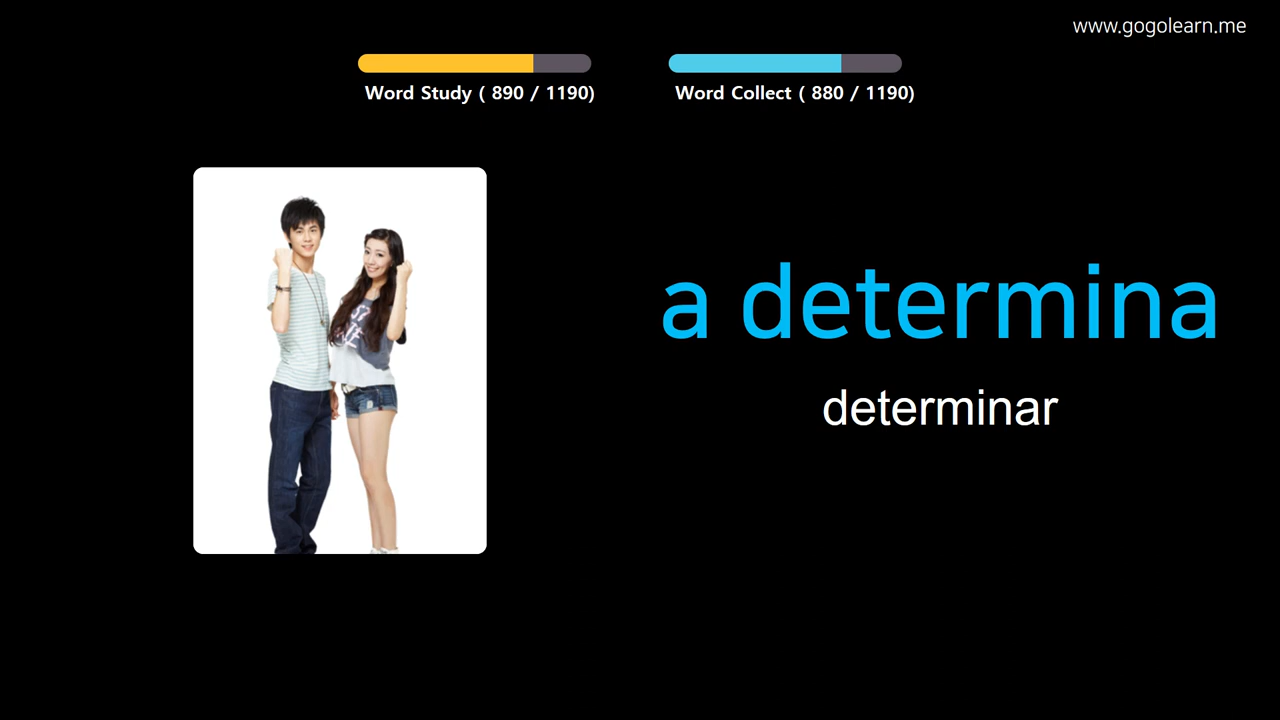 www.gogolearn.me
Word Study ( 890 / 1190)
Word Collect ( 880 / 1190)
a determina
determinar